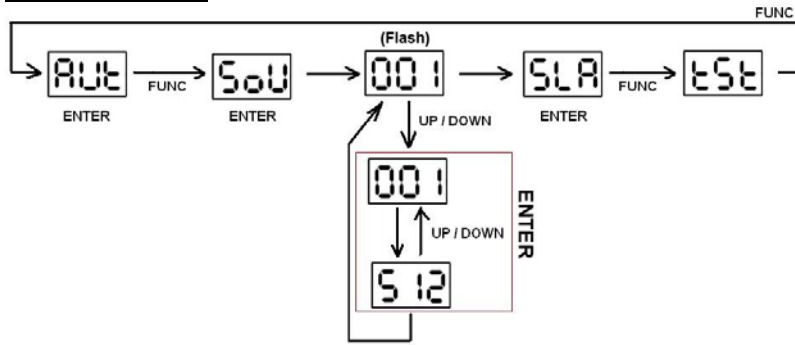 FUNC
(Flash)
AUt
FUNC
SoU
001
SLA
FUNC
tSt
ENTER
ENTER
UP / DOWN
ENTER
001
UP / DOWN
512
ENTER